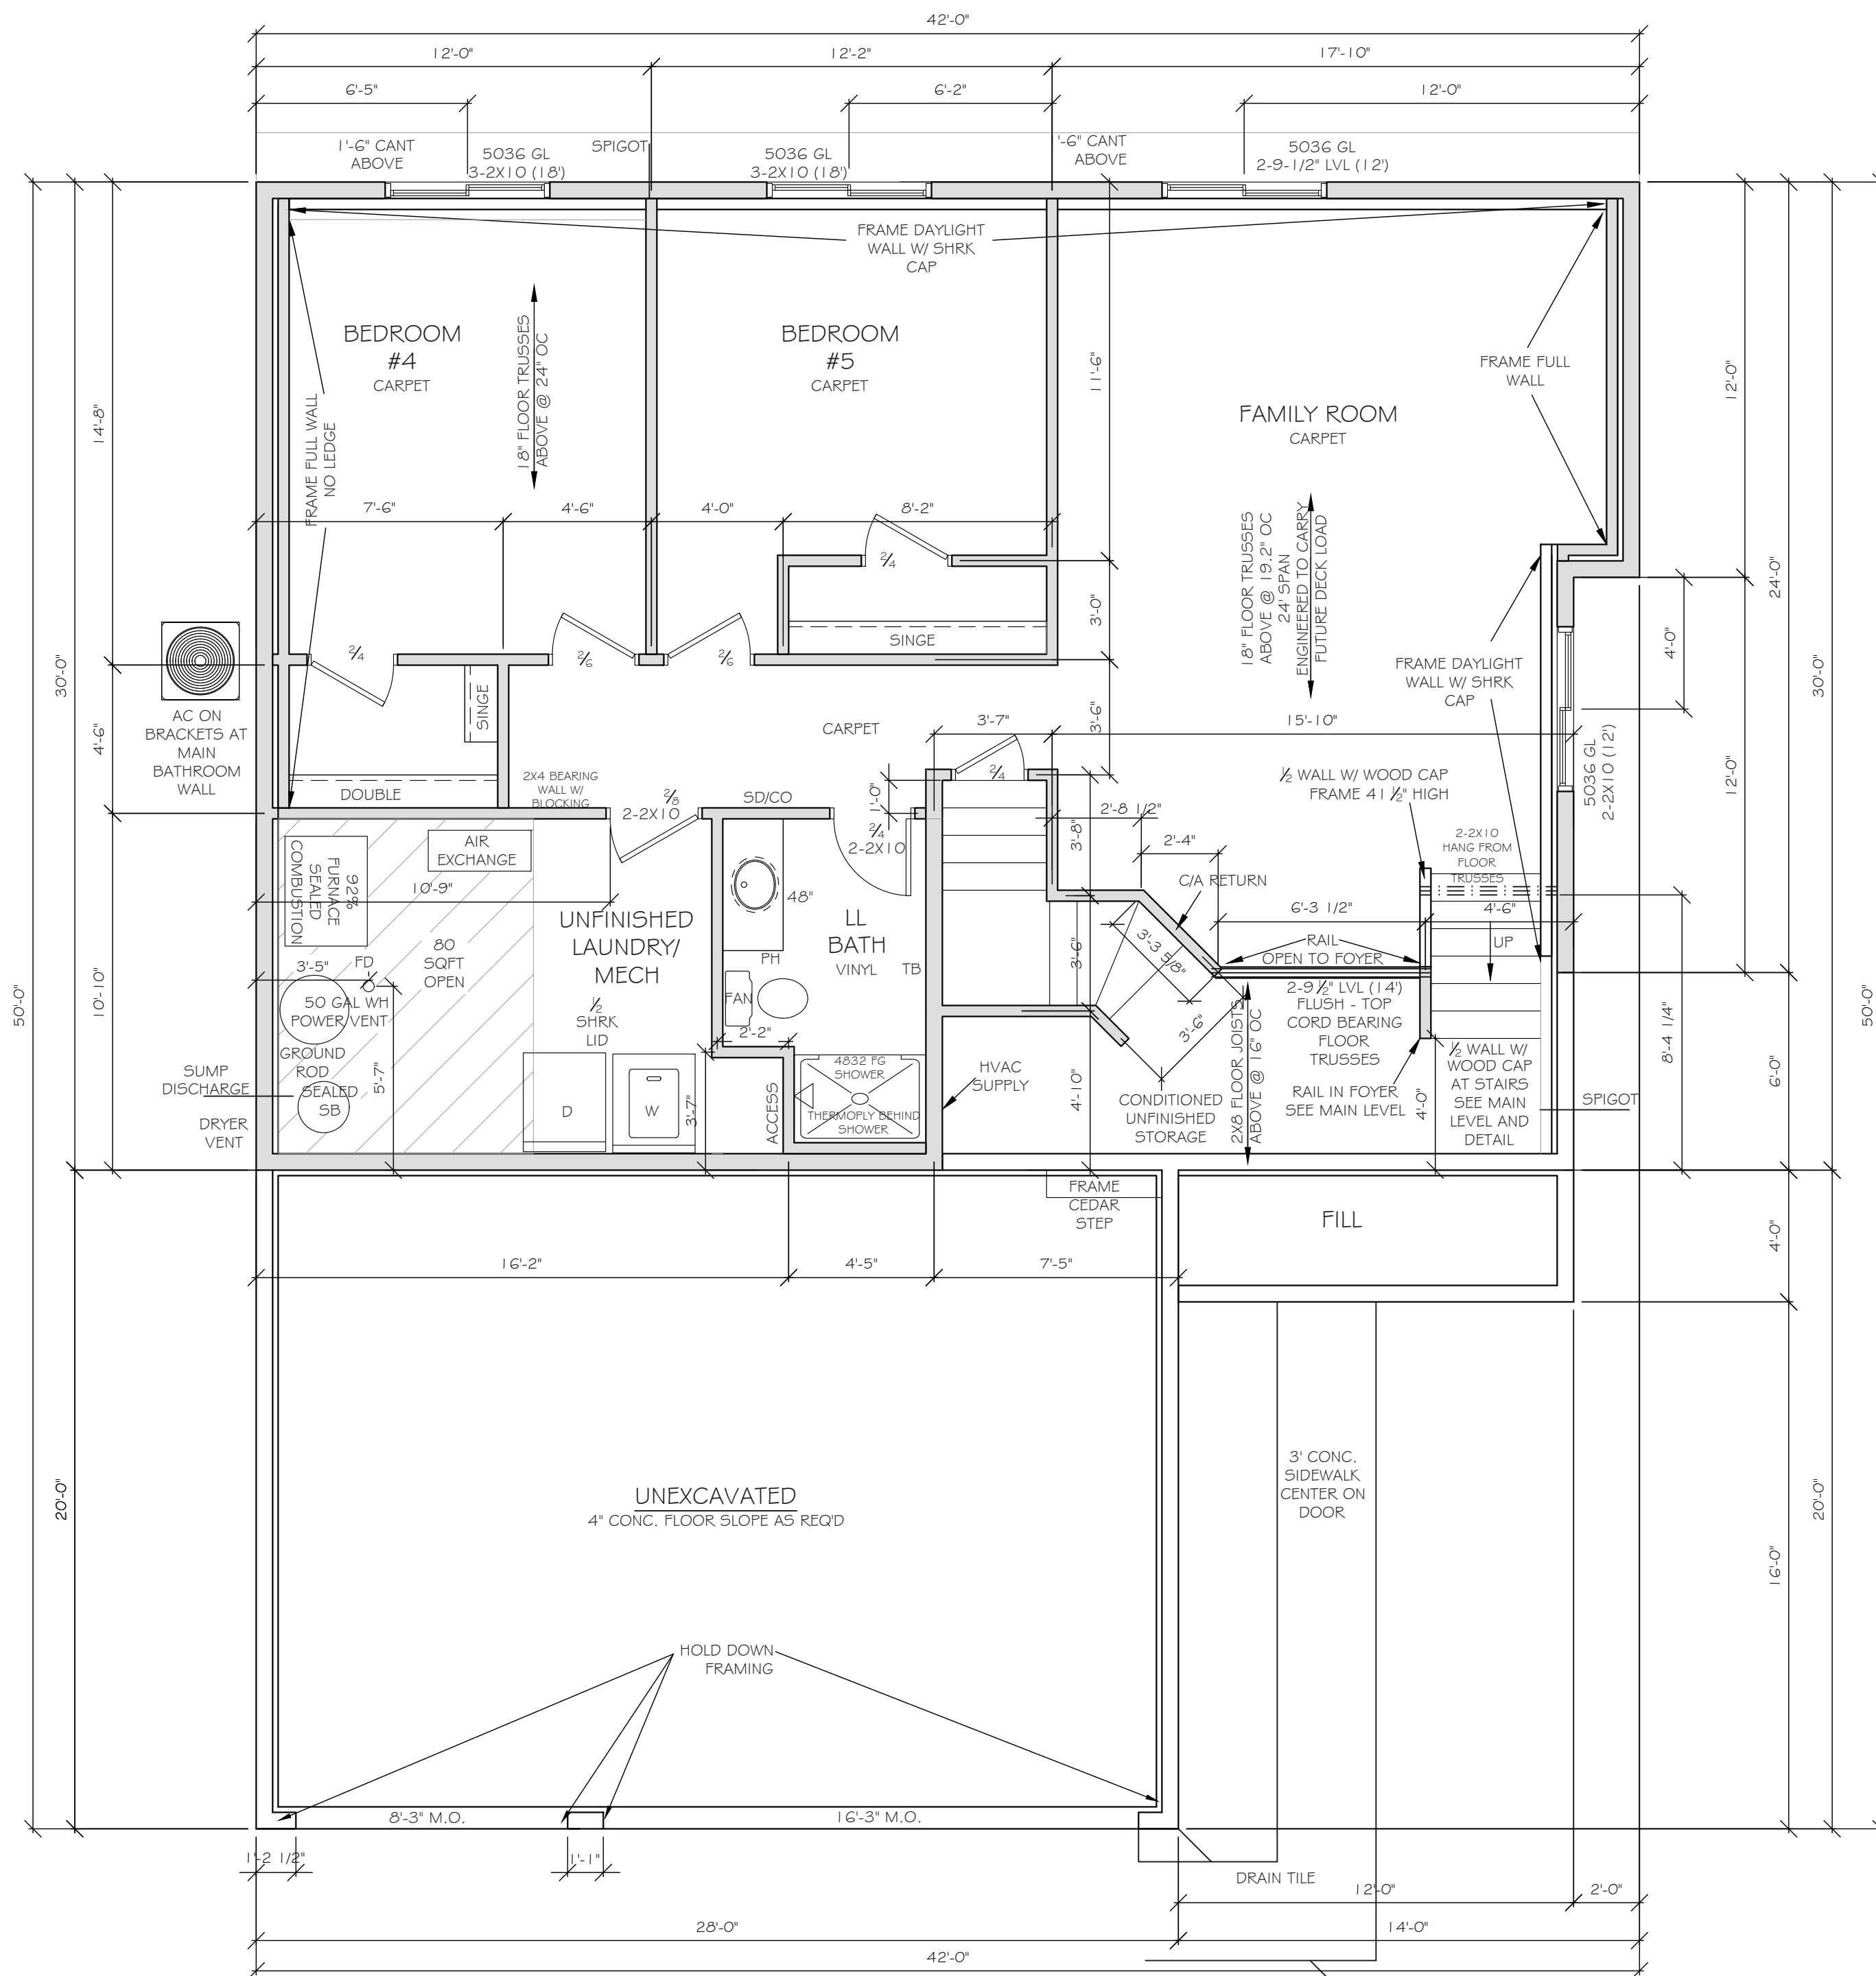 42'-0"
12'-0"
12'-2"
17'-10"
6'-5"
6'-2"
12'-0"
1'-6" CANT
ABOVE
5036 GL
3-2X10 (18')
SPIGOT
5036 GL
3-2X10 (18')
'-6" CANT
ABOVE
5036 GL
2-9-1/2" LVL (12')
FRAME DAYLIGHT
WALL W/ SHRK
CAP
BEDROOM
#4
CARPET
18" FLOOR TRUSSES
ABOVE @ 24" OC
BEDROOM
#5
CARPET
11'-6"
FRAME FULL
WALL
FAMILY ROOM
CARPET
FRAME FULL WALL
NO LEDGE
14'-8"
12'-0"
24'-0"
7'-6"
4'-6"
4'-0"
8'-2"
18" FLOOR TRUSSES
ABOVE @ 19.2" OC
24' SPAN
ENGINEERED TO CARRY
FUTURE DECK LOAD
2/4
3'-0"
SINGE
2/4
2/6
2/6
30'-0"
30'-0"
4'-0"
FRAME DAYLIGHT
WALL W/ SHRK
CAP
AC ON
BRACKETS AT
MAIN
BATHROOM
WALL
4'-6"
SINGE
DOUBLE
CARPET
3'-7"
3'-6"
15'-10"
5036 GL
2-2X10 (12')
12'-0"
2X4 BEARING
WALL W/
BLOCKING
2/8
2-2X10
SD/CO
1'-0"
2/4
2/4
2-2X10
½ WALL W/ WOOD CAP
FRAME 41 ½" HIGH
2'-8 1/2"
2'-4"
3'-8"
2-2X10
HANG FROM
FLOOR
TRUSSES
AIR
EXCHANGE
92%
FURNACE
SEALED
COMBUSTION
10'-9"
48"
C/A RETURN
6'-3 1/2"
4'-6"
UNFINISHED
LAUNDRY/
MECH
LL
BATH
VINYL
TB
PH
80
SQFT
OPEN
3'-5"
FD
3'-6"
3'-3 5/8"
RAIL
OPEN TO FOYER
UP
50'-0"
50'-0"
10'-10"
50 GAL WH
POWER VENT
½
SHRK
LID
FAN
2'-2"
3'-6"
2-9 ½" LVL (14')
FLUSH - TOP
CORD BEARING
FLOOR
TRUSSES
8'-4 1/4"
GROUND
ROD
SEALED
SB
5'-7"
SUMP
DISCHARGE
DRYER
VENT
D
W
3'-7"
ACCESS
4832 FG
SHOWER
THERMOPLY BEHIND
SHOWER
HVAC
SUPPLY
4'-10"
CONDITIONED
UNFINISHED
STORAGE
2X8 FLOOR JOISTS
ABOVE @ 16" OC
RAIL IN FOYER
SEE MAIN LEVEL
4'-0"
½ WALL W/
WOOD CAP
AT STAIRS
SEE MAIN
LEVEL AND
DETAIL
SPIGOT
6'-0"
FRAME
CEDAR
STEP
FILL
4'-0"
16'-2"
4'-5"
7'-5"
20'-0"
20'-0"
UNEXCAVATED
4" CONC. FLOOR SLOPE AS REQ'D
3' CONC.
SIDEWALK
CENTER ON
DOOR
16'-0"
HOLD DOWN
FRAMING
8'-3" M.O.
16'-3" M.O.
1'-2 1/2"
1'-1"
DRAIN TILE
12'-0"
2'-0"
28'-0"
14'-0"
42'-0"